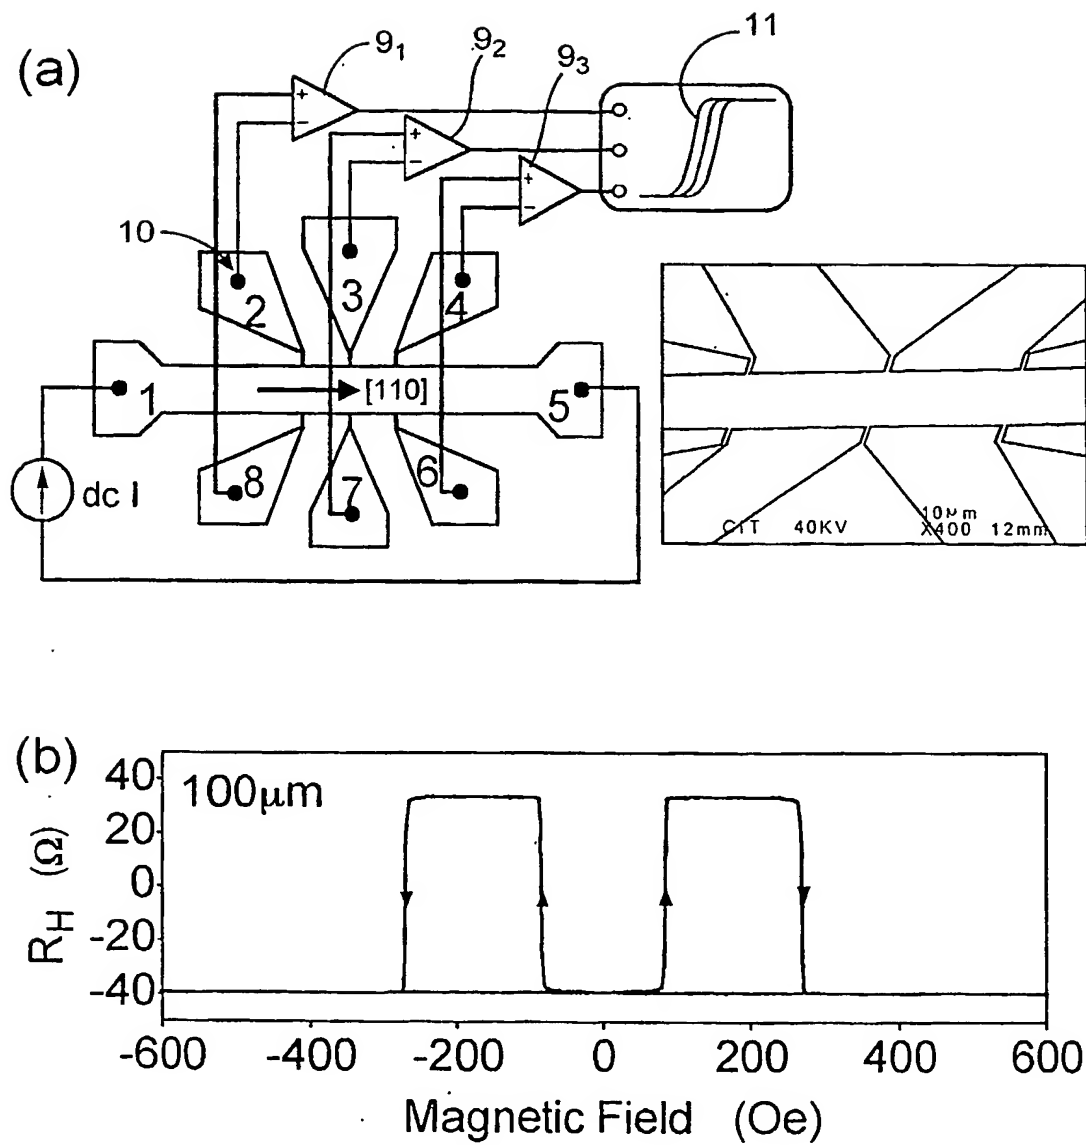 (a)
9₁
9₂
9₃
11
+
−
+
−
+
−
10
2
3
4
1
[110]
5
dc I
8
7
6
10μm
CIT 40KV X400 12mm
(b)
100μm
R_H (Ω)
40
20
0
-20
-40
-600 -400 -200 0 200 400 600
Magnetic Field (Oe)